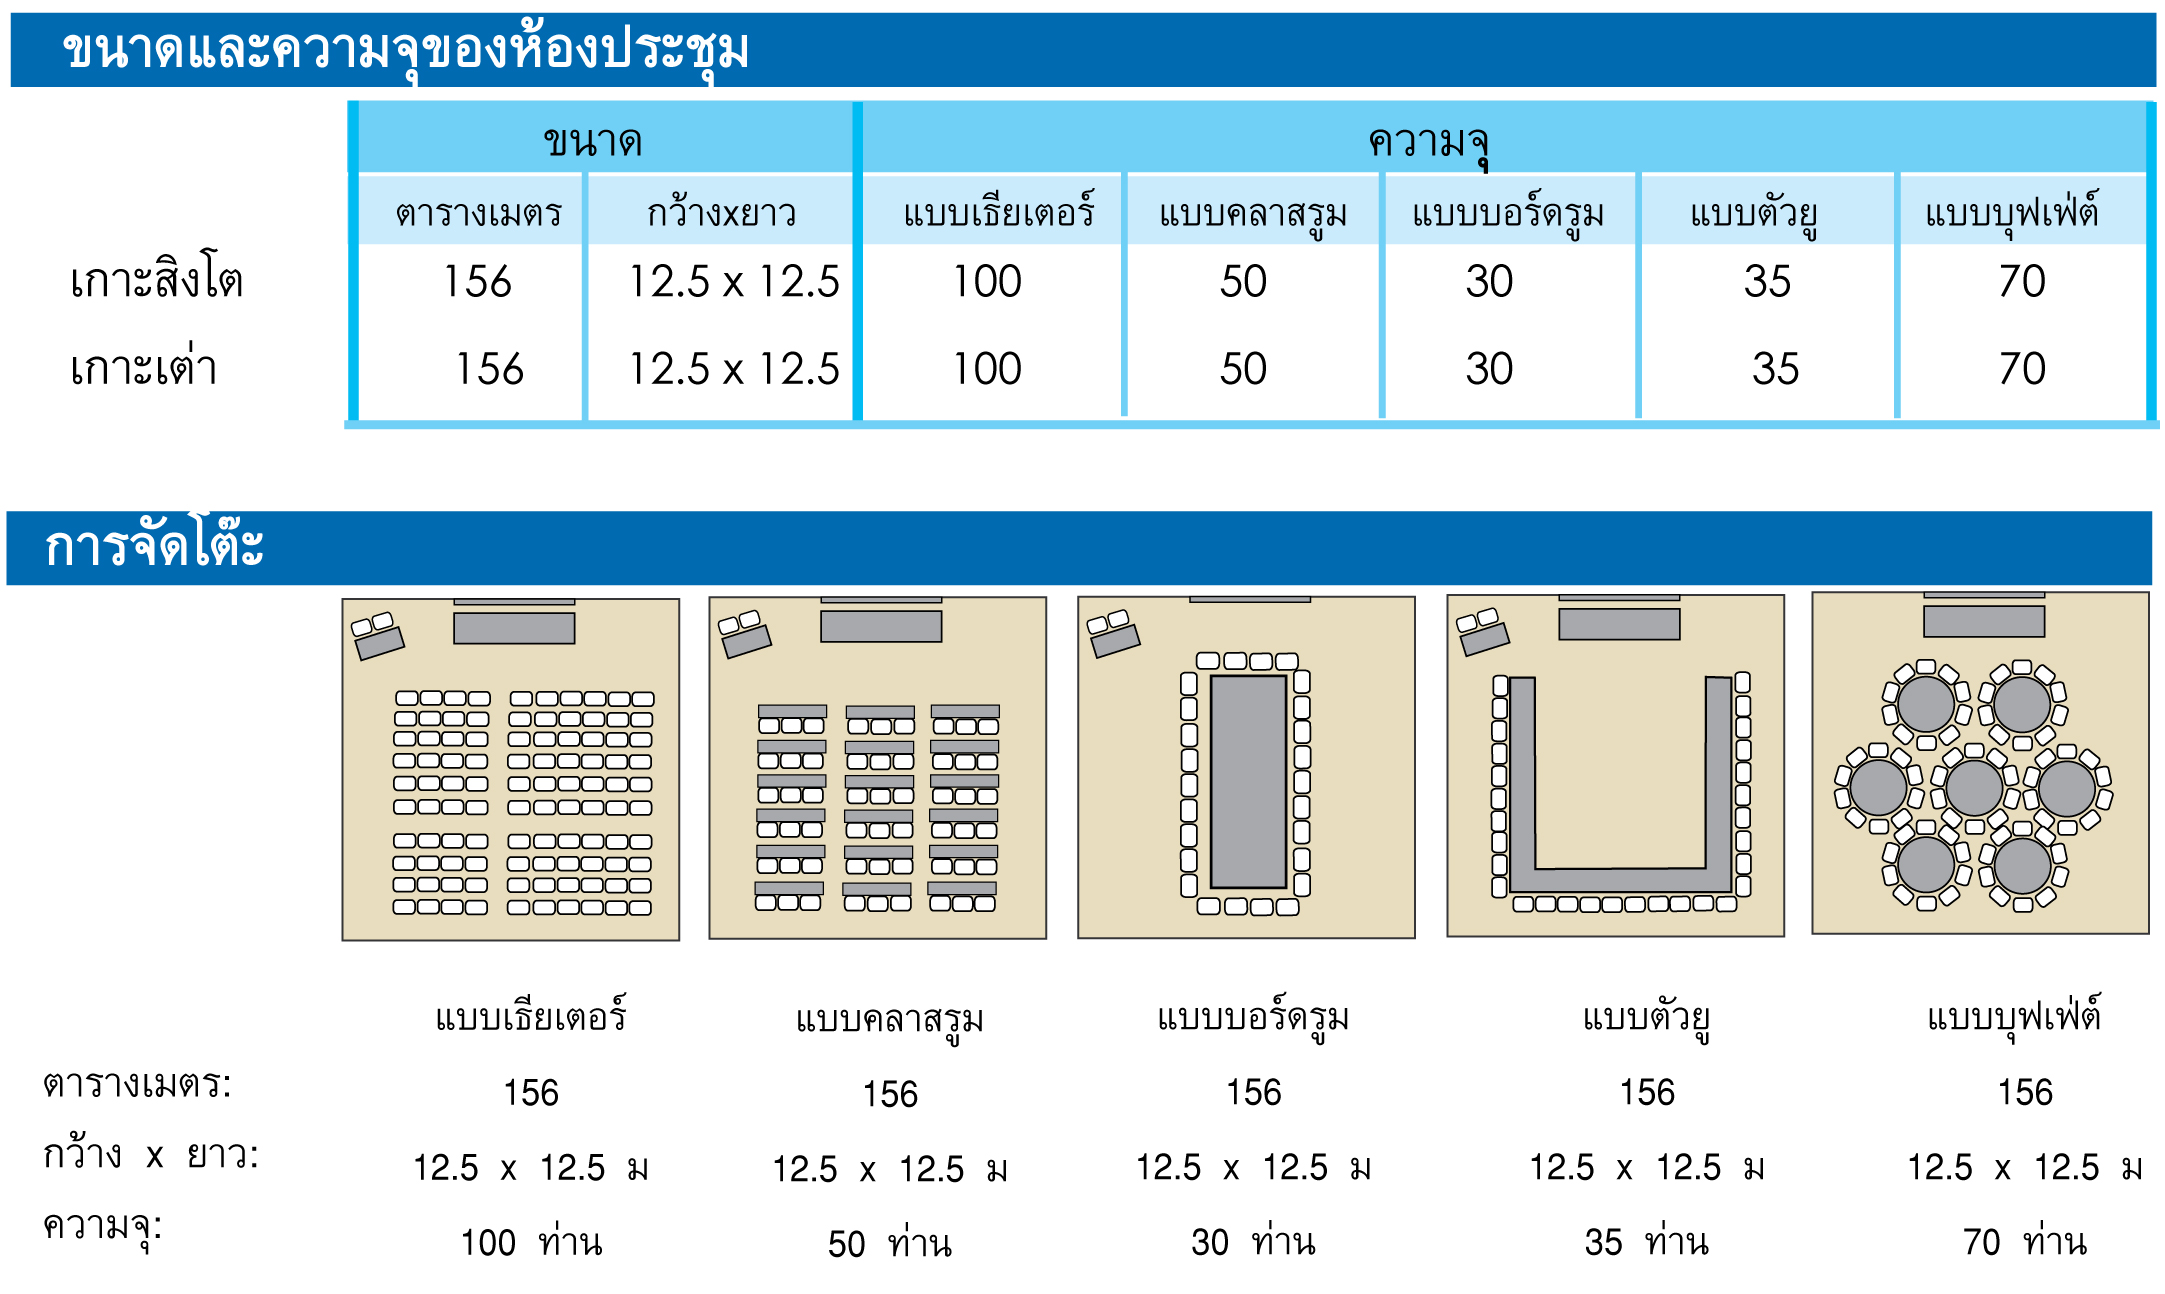 ขนาดและความจุของห้องประชุม
ขนาด ความจุ
ตารางเมตร กว้างxยาว แบบเธียเตอร์ แบบคลาสรูม แบบบอร์ดรูม แบบตัวยู แบบบุฟเฟ่ต์
เกาะสิงโต 156 12.5 x 12.5 100 50 30 35 70
เกาะเต่า 156 12.5 x 12.5 100 50 30 35 70
การจัดโต๊ะ
แบบเธียเตอร์ แบบคลาสรูม แบบบอร์ดรูม แบบตัวยู แบบบุฟเฟ่ต์
ตารางเมตร: 156 156 156 156 156
กว้าง x ยาว: 12.5 x 12.5 ม 12.5 x 12.5 ม 12.5 x 12.5 ม 12.5 x 12.5 ม 12.5 x 12.5 ม
ความจุ: 100 ท่าน 50 ท่าน 30 ท่าน 35 ท่าน 70 ท่าน